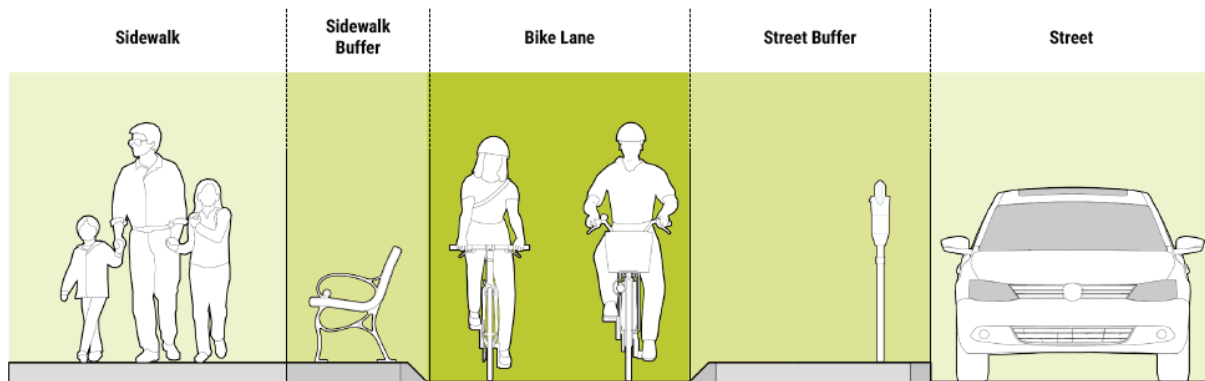 Sidewalk
Sidewalk
Buffer
Bike Lane
Street Buffer
Street